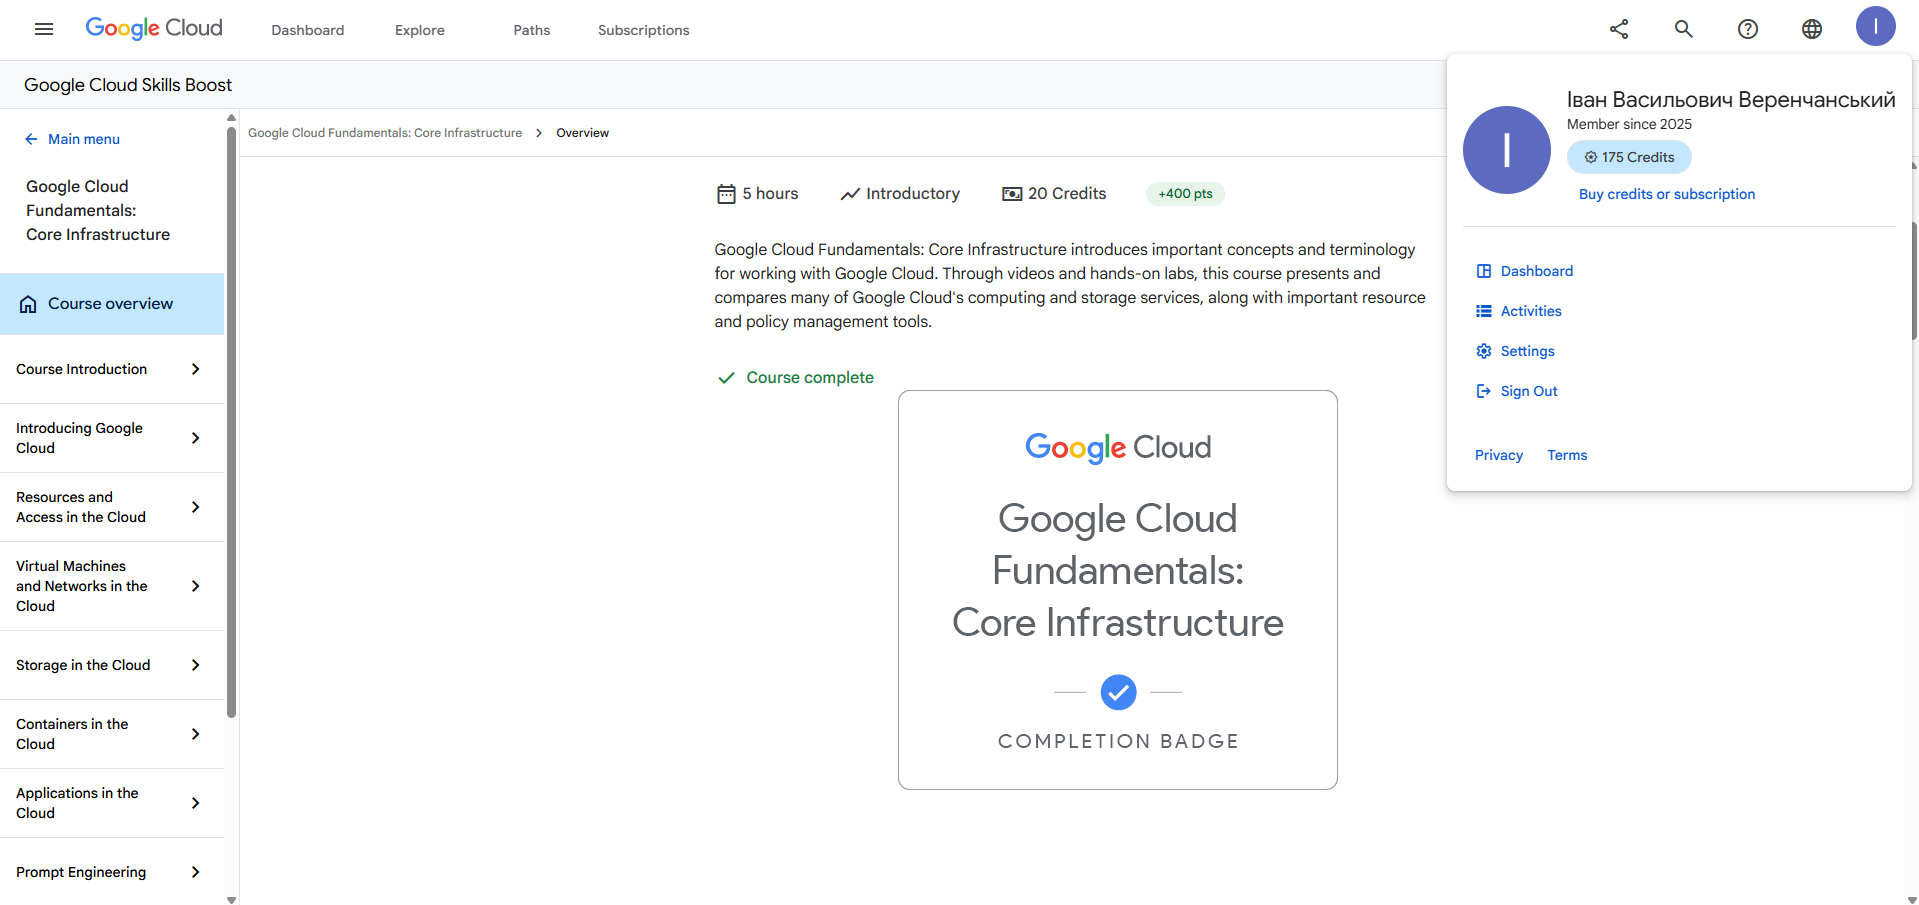 Google Cloud
Dashboard
Explore
Paths
Subscriptions
I
Google Cloud Skills Boost
Main menu
Google Cloud
Fundamentals:
Core Infrastructure
Course overview
Course Introduction
Introducing Google
Cloud
Resources and
Access in the Cloud
Virtual Machines
and Networks in the
Cloud
Storage in the Cloud
Containers in the
Cloud
Applications in the
Cloud
Prompt Engineering
Google Cloud Fundamentals: Core Infrastructure
Overview
5 hours
Introductory
20 Credits
+400 pts
Google Cloud Fundamentals: Core Infrastructure introduces important concepts and terminology
for working with Google Cloud. Through videos and hands-on labs, this course presents and
compares many of Google Cloud's computing and storage services, along with important resource
and policy management tools.
Course complete
Google Cloud
Google Cloud
Fundamentals:
Core Infrastructure
COMPLETION BADGE
І
Іван Васильович Веренчанський
Member since 2025
175 Credits
Buy credits or subscription
Dashboard
Activities
Settings
Sign Out
Privacy
Terms